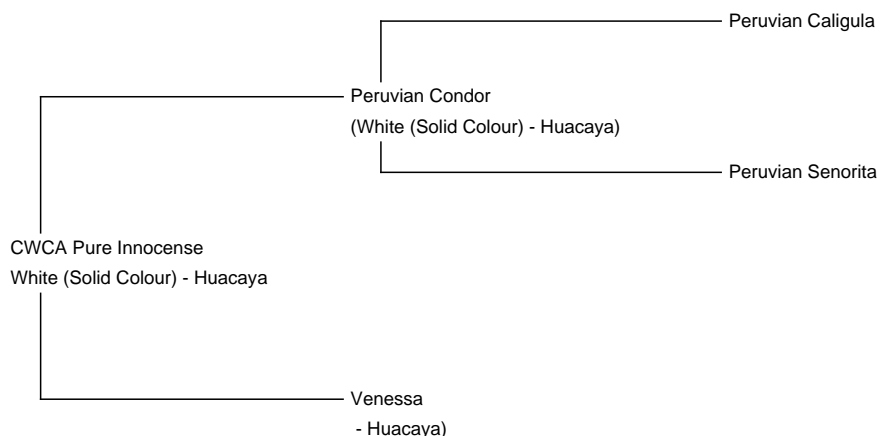 Peruvian Caligula
Peruvian Condor
(White (Solid Colour) - Huacaya)
Peruvian Senorita
CWCA Pure Innocense
White (Solid Colour) - Huacaya
Venessa
- Huacaya)